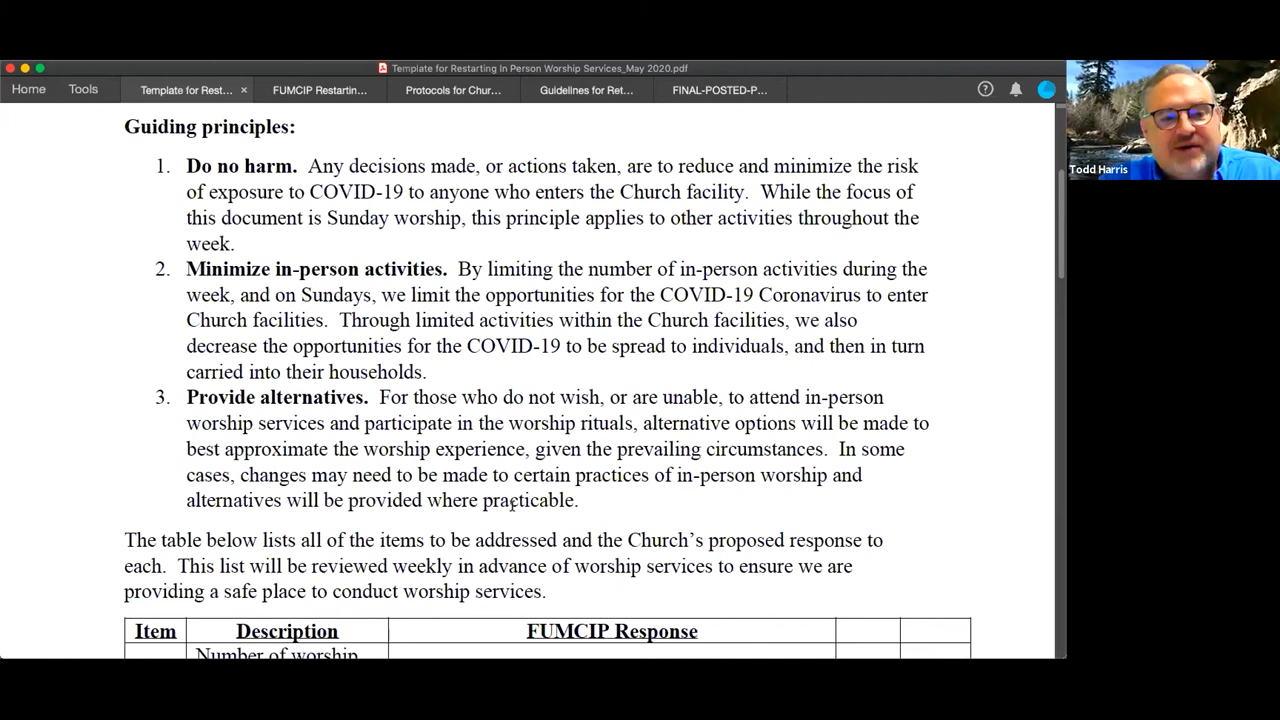 Template for Restarting In Person Worship Services_May 2020.pdf
Home Tools Template for Rest... × FUMCIP Restartin... Protocols for Chur... Guidelines for Ret... FINAL-POSTED-P...
Todd Harris
Guiding principles:
1. Do no harm. Any decisions made, or actions taken, are to reduce and minimize the risk
of exposure to COVID-19 to anyone who enters the Church facility. While the focus of
this document is Sunday worship, this principle applies to other activities throughout the
week.
2. Minimize in-person activities. By limiting the number of in-person activities during the
week, and on Sundays, we limit the opportunities for the COVID-19 Coronavirus to enter
Church facilities. Through limited activities within the Church facilities, we also
decrease the opportunities for the COVID-19 to be spread to individuals, and then in turn
carried into their households.
3. Provide alternatives. For those who do not wish, or are unable, to attend in-person
worship services and participate in the worship rituals, alternative options will be made to
best approximate the worship experience, given the prevailing circumstances. In some
cases, changes may need to be made to certain practices of in-person worship and
alternatives will be provided where practicable.
The table below lists all of the items to be addressed and the Church’s proposed response to
each. This list will be reviewed weekly in advance of worship services to ensure we are
providing a safe place to conduct worship services.
Item Description FUMCIP Response
Number of worship